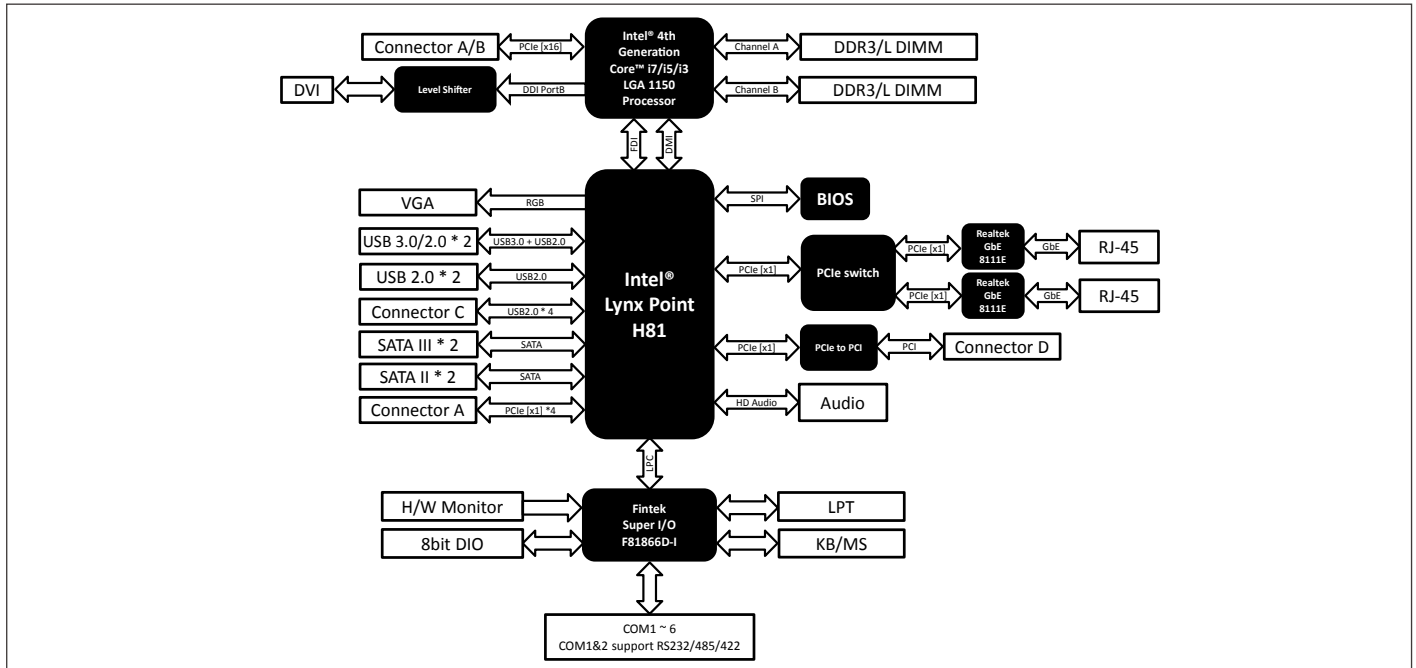 Connector A/B
PCIe [x16]
Intel® 4th
Generation
Core™ i7/i5/i3
LGA 1150
Processor
Channel A
DDR3/L DIMM
DVI
Level Shifter
DDI PortB
Channel B
DDR3/L DIMM
FDI
DMI
VGA
RGB
USB 3.0/2.0 * 2
USB3.0 + USB2.0
USB 2.0 * 2
USB2.0
Connector C
USB2.0 * 4
SATA III * 2
SATA
SATA II * 2
SATA
Connector A
PCIe [x1] *4
Intel®
Lynx Point
H81
SPI
BIOS
PCIe [x1]
PCIe switch
PCIe [x1]
Realtek
GbE
8111E
GbE
RJ-45
PCIe [x1]
Realtek
GbE
8111E
GbE
RJ-45
PCIe [x1]
PCIe to PCI
PCI
Connector D
HD Audio
Audio
LPC
H/W Monitor
8bit DIO
Fintek
Super I/O
F81866D-I
LPT
KB/MS
COM1 ~ 6
COM1&2 support RS232/485/422